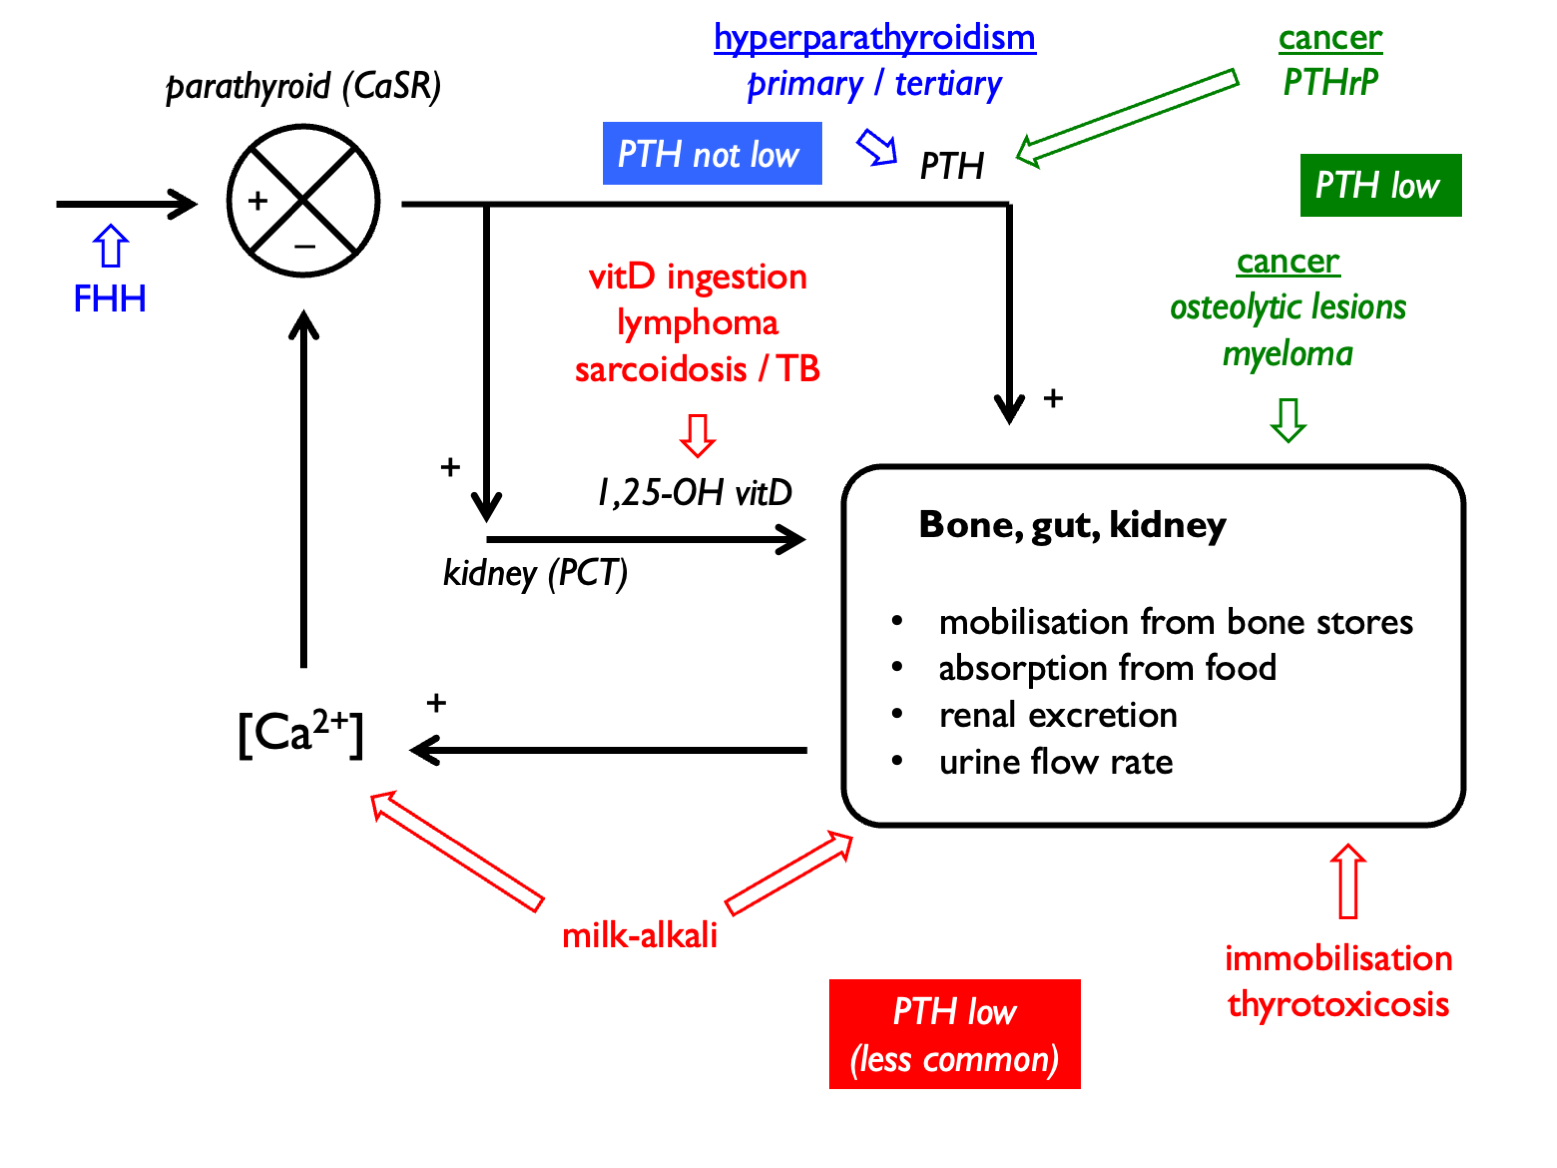 hyperparathyroidism
primary / tertiary
cancer
PTHrP
parathyroid (CaSR)
PTH not low
PTH
PTH low
+
–
FHH
vitD ingestion
lymphoma
sarcoidosis / TB
cancer
osteolytic lesions
myeloma
+
+
1,25-OH vitD
kidney (PCT)
Bone, gut, kidney
• mobilisation from bone stores
• absorption from food
• renal excretion
• urine flow rate
+
[Ca²⁺]
milk-alkali
immobilisation
thyrotoxicosis
PTH low
(less common)